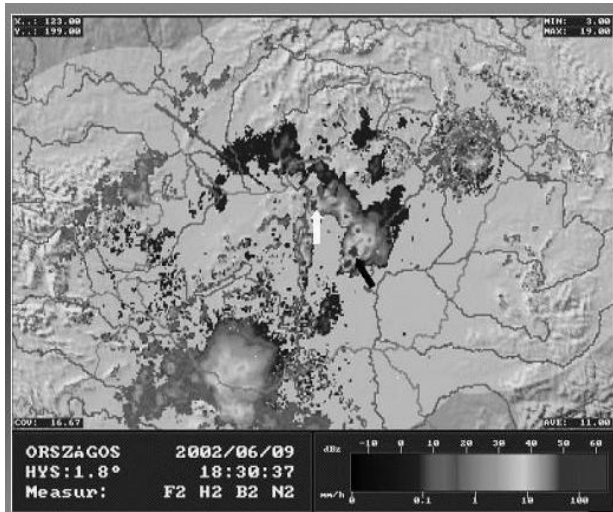 X..: 123.00
Y..: 199.00
MIN: 3.00
MAX: 19.00
COV: 16.67
AVE: 11.00
ORSZÁGOS 2002/06/09
HYS:1.8° 18:30:37
Measur: F2 H2 B2 N2
dBz -10 0 10 20 30 40 50 60
mm/h 0 0.1 1 10 100